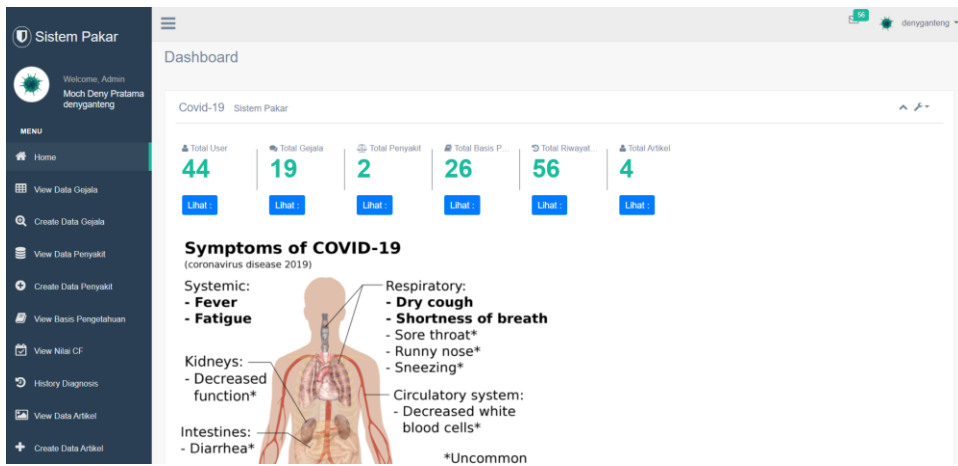 Sistem Pakar
56
denyganteng
Welcome, Admin
Moch Deny Pratama
denyganteng
MENU
Home
View Data Gejala
Create Data Gejala
View Data Penyakit
Create Data Penyakit
View Basis Pengetahuan
View Nilai CF
History Diagnosis
View Data Artikel
Create Data Artikel
Dashboard
Covid-19 Sistem Pakar
Total User
44
Lihat :
Total Gejala
19
Lihat :
Total Penyakit
2
Lihat :
Total Basis P...
26
Lihat :
Total Riwayat...
56
Lihat :
Total Artikel
4
Lihat :
Symptoms of COVID-19
(coronavirus disease 2019)
Systemic:
- Fever
- Fatigue
Kidneys:
- Decreased
function*
Intestines:
- Diarrhea*
Respiratory:
- Dry cough
- Shortness of breath
- Sore throat*
- Runny nose*
- Sneezing*
Circulatory system:
- Decreased white
blood cells*
*Uncommon